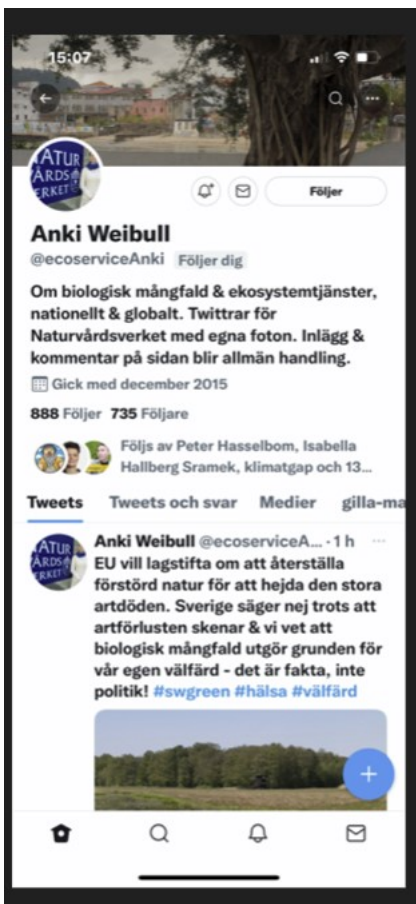 15:07
NATUR
VÅRDS
VERKET
Följer
Anki Weibull
@ecoserviceAnki Följer dig
Om biologisk mångfald & ekosystemtjänster,
nationellt & globalt. Twittrar för
Naturvårdsverket med egna foton. Inlägg &
kommentar på sidan blir allmän handling.
Gick med december 2015
888 Följer 735 Följare
Följs av Peter Hasselbom, Isabella
Hallberg Sramek, klimatgap och 13...
Tweets Tweets och svar Medier gilla-ma
ATUR
ÅRDS
RKET
Anki Weibull @ecoserviceA... · 1 h
EU vill lagstifta om att återställa
förstörd natur för att hejda den stora
artdöden. Sverige säger nej trots att
artförlusten skenar & vi vet att
biologisk mångfald utgör grunden för
vår egen välfärd - det är fakta, inte
politik! #swgreen #hälsa #välfärd